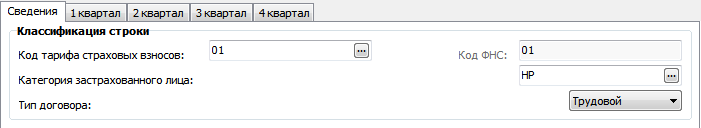 Сведения 1 квартал 2 квартал 3 квартал 4 квартал
Классификация строки
Код тарифа страховых взносов: 01 ... Код ФНС: 01
Категория застрахованного лица: НР ...
Тип договора: Трудовой